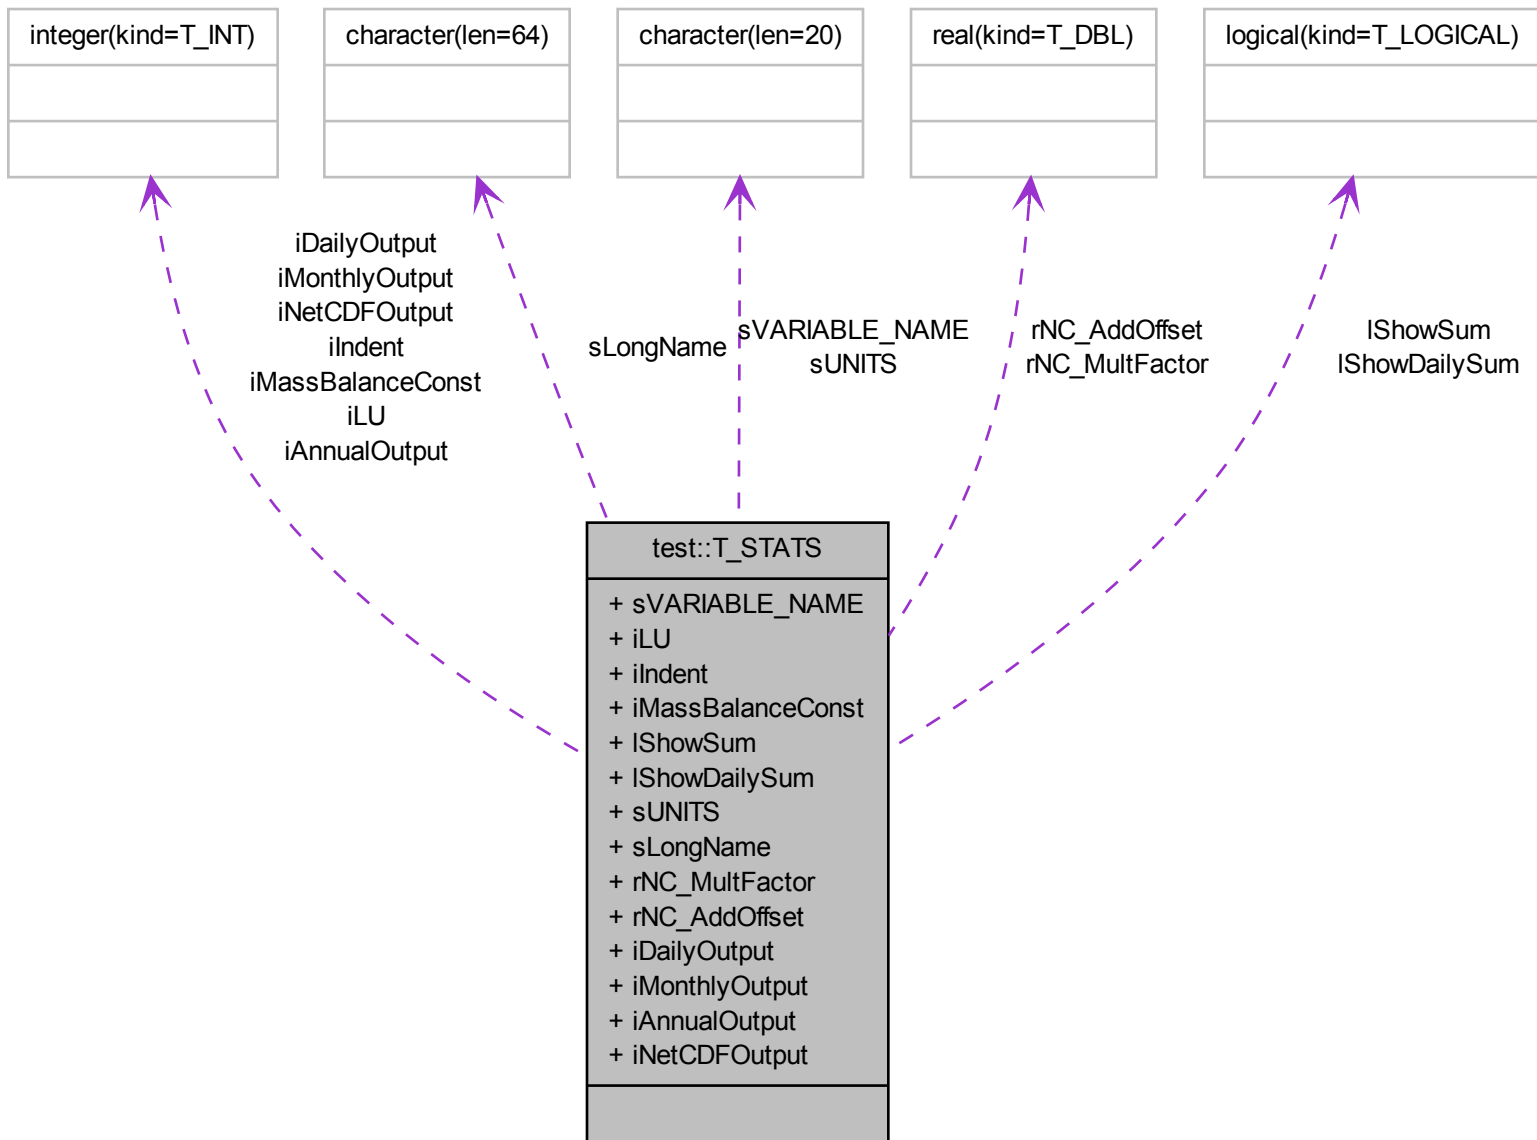 integer(kind=T_INT)
character(len=64)
character(len=20)
real(kind=T_DBL)
logical(kind=T_LOGICAL)
iDailyOutput
iMonthlyOutput
iNetCDFOutput
iIndent
iMassBalanceConst
iLU
iAnnualOutput
sLongName
sVARIABLE_NAME
sUNITS
rNC_AddOffset
rNC_MultFactor
lShowSum
lShowDailySum
test::T_STATS
+ sVARIABLE_NAME
+ iLU
+ iIndent
+ iMassBalanceConst
+ lShowSum
+ lShowDailySum
+ sUNITS
+ sLongName
+ rNC_MultFactor
+ rNC_AddOffset
+ iDailyOutput
+ iMonthlyOutput
+ iAnnualOutput
+ iNetCDFOutput